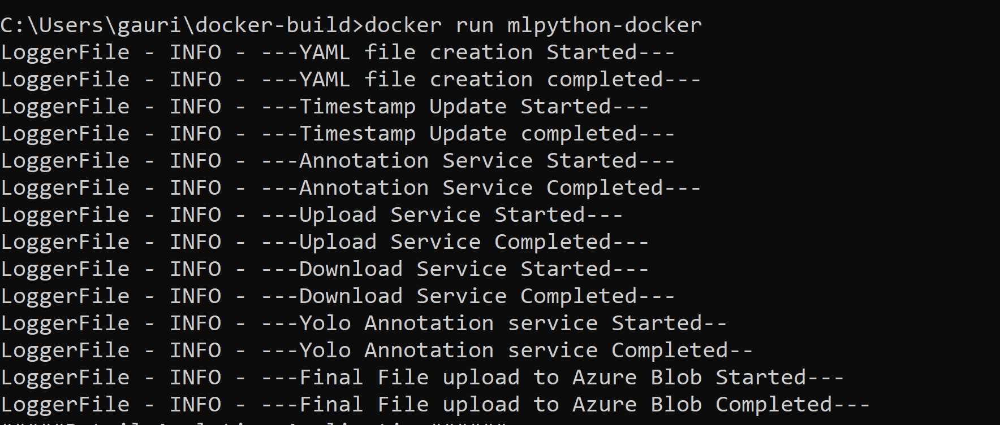 C:\Users\gauri\docker-build>docker run mlpython-docker
LoggerFile - INFO - ---YAML file creation Started---
LoggerFile - INFO - ---YAML file creation completed---
LoggerFile - INFO - ---Timestamp Update Started---
LoggerFile - INFO - ---Timestamp Update completed---
LoggerFile - INFO - ---Annotation Service Started---
LoggerFile - INFO - ---Annotation Service Completed---
LoggerFile - INFO - ---Upload Service Started---
LoggerFile - INFO - ---Upload Service Completed---
LoggerFile - INFO - ---Download Service Started---
LoggerFile - INFO - ---Download Service Completed---
LoggerFile - INFO - ---Yolo Annotation service Started--
LoggerFile - INFO - ---Yolo Annotation service Completed--
LoggerFile - INFO - ---Final File upload to Azure Blob Started---
LoggerFile - INFO - ---Final File upload to Azure Blob Completed---